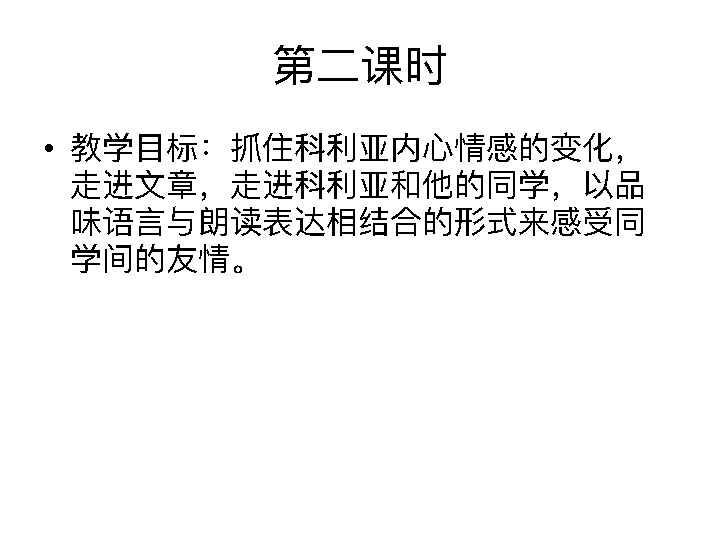 第二课时
• 教学目标：抓住科利亚内心情感的变化，
走进文章，走进科利亚和他的同学，以品
味语言与朗读表达相结合的形式来感受同
学间的友情。